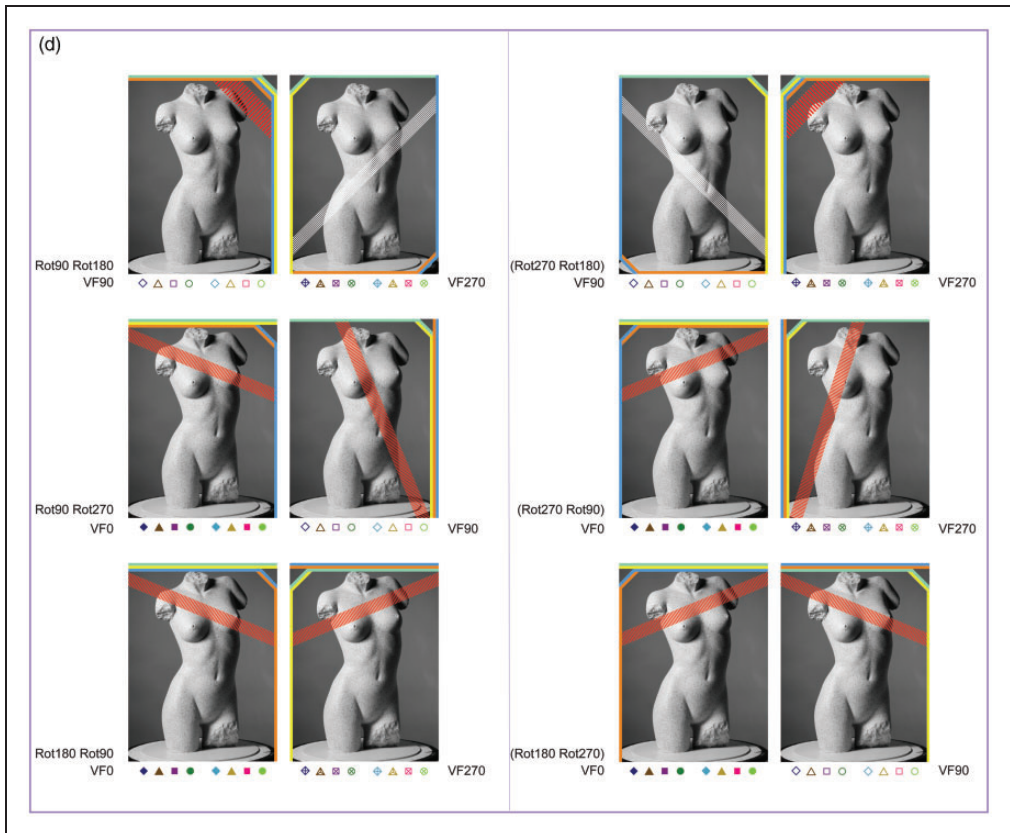 (d)
Rot90 Rot180
VF90
VF270
(Rot270 Rot180)
VF90
VF270
Rot90 Rot270
VF0
VF90
(Rot270 Rot90)
VF0
VF270
Rot180 Rot90
VF0
VF270
(Rot180 Rot270)
VF0
VF90